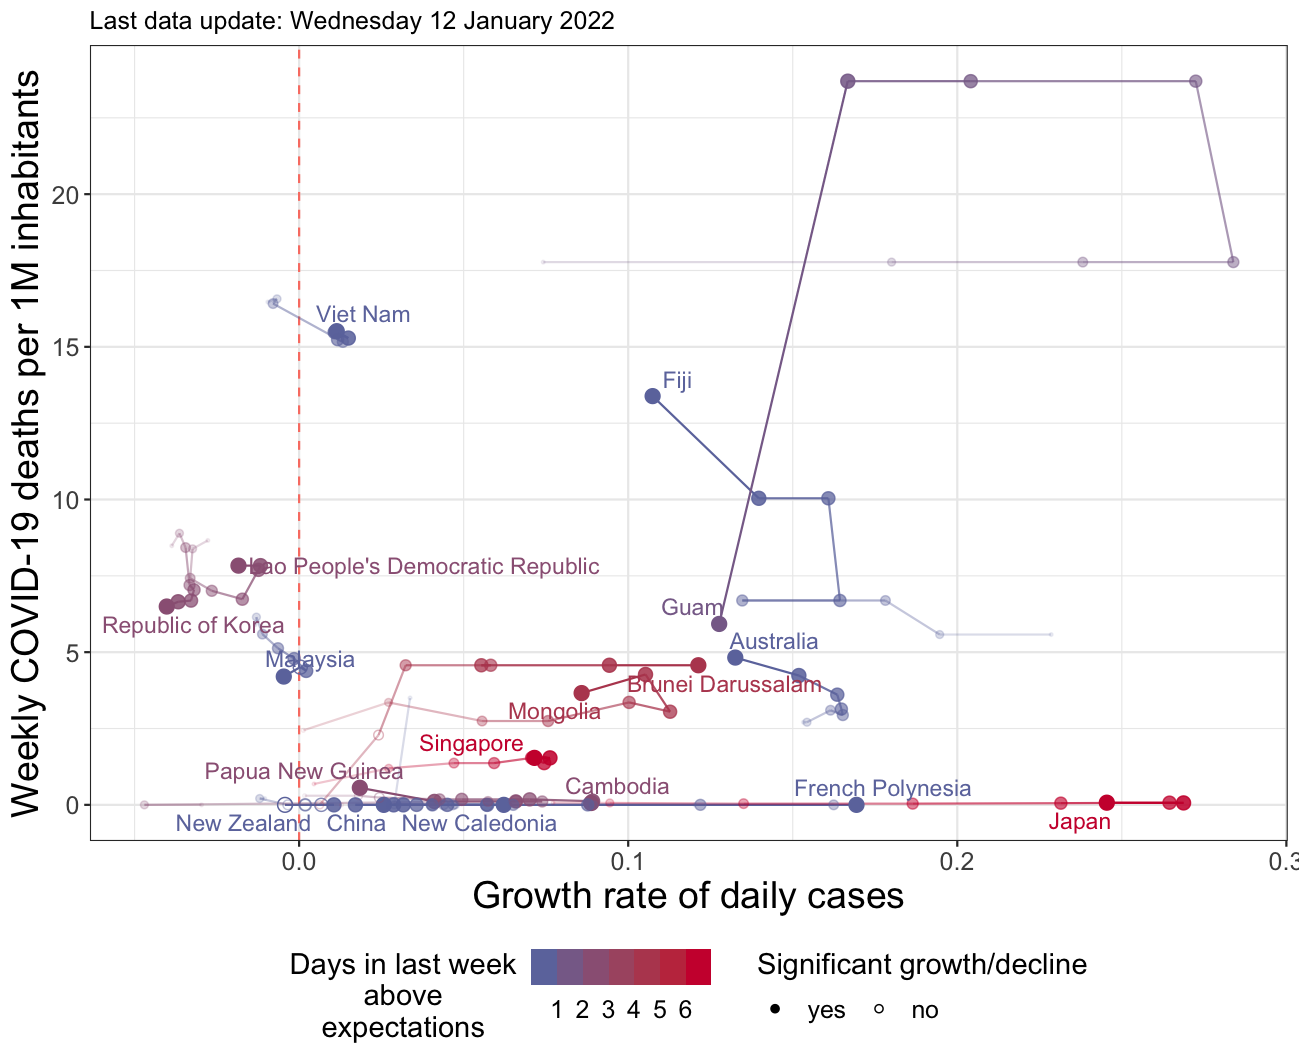 Last data update: Wednesday 12 January 2022
Weekly COVID-19 deaths per 1M inhabitants
20
15
10
5
0
Viet Nam
Fiji
Lao People's Democratic Republic
Guam
Republic of Korea
Australia
Malaysia
Brunei Darussalam
Mongolia
Singapore
Papua New Guinea
Cambodia
French Polynesia
New Zealand
China
New Caledonia
Japan
0.0
0.1
0.2
0.3
Growth rate of daily cases
Days in last week
above
expectations
1 2 3 4 5 6
Significant growth/decline
yes
no